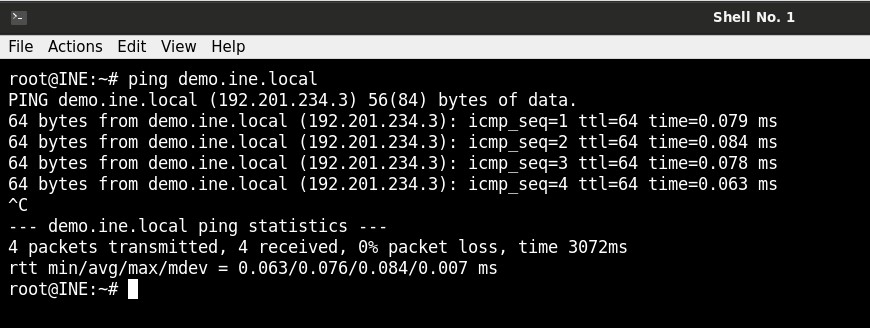 Shell No. 1
File Actions Edit View Help
root@INE:~# ping demo.ine.local
PING demo.ine.local (192.201.234.3) 56(84) bytes of data.
64 bytes from demo.ine.local (192.201.234.3): icmp_seq=1 ttl=64 time=0.079 ms
64 bytes from demo.ine.local (192.201.234.3): icmp_seq=2 ttl=64 time=0.084 ms
64 bytes from demo.ine.local (192.201.234.3): icmp_seq=3 ttl=64 time=0.078 ms
64 bytes from demo.ine.local (192.201.234.3): icmp_seq=4 ttl=64 time=0.063 ms
^C
--- demo.ine.local ping statistics ---
4 packets transmitted, 4 received, 0% packet loss, time 3072ms
rtt min/avg/max/mdev = 0.063/0.076/0.084/0.007 ms
root@INE:~#